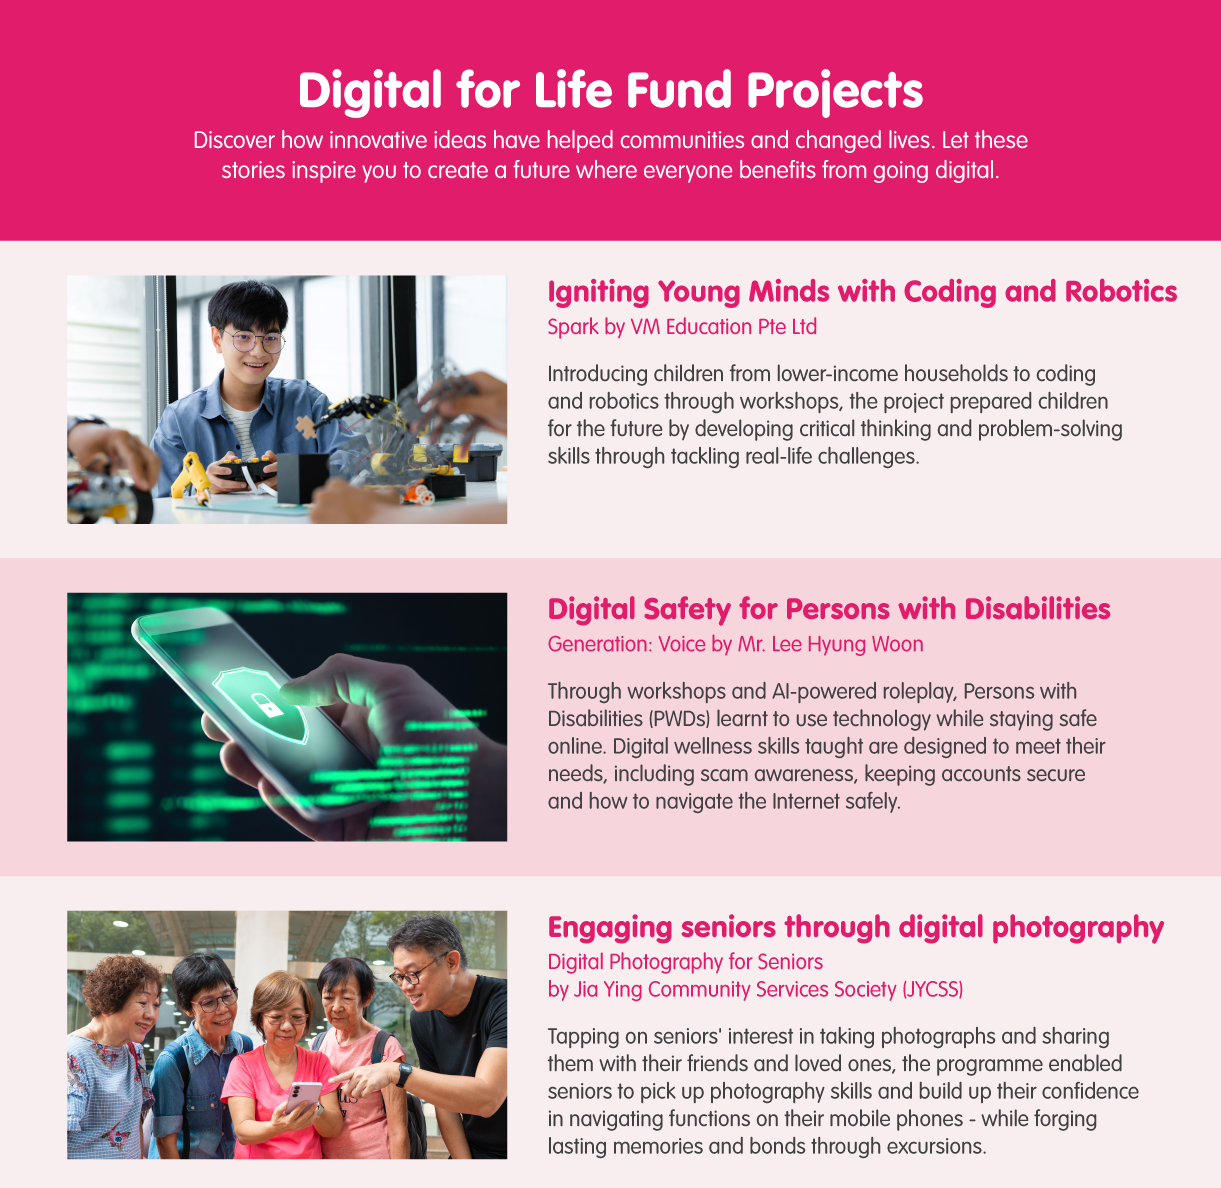 Digital for Life Fund Projects
Discover how innovative ideas have helped communities and changed lives. Let these
stories inspire you to create a future where everyone benefits from going digital.
Igniting Young Minds with Coding and Robotics
Spark by VM Education Pte Ltd
Introducing children from lower-income households to coding
and robotics through workshops, the project prepared children
for the future by developing critical thinking and problem-solving
skills through tackling real-life challenges.
Digital Safety for Persons with Disabilities
Generation: Voice by Mr. Lee Hyung Woon
Through workshops and AI-powered roleplay, Persons with
Disabilities (PWDs) learnt to use technology while staying safe
online. Digital wellness skills taught are designed to meet their
needs, including scam awareness, keeping accounts secure
and how to navigate the Internet safely.
Engaging seniors through digital photography
Digital Photography for Seniors
by Jia Ying Community Services Society (JYCSS)
Tapping on seniors' interest in taking photographs and sharing
them with their friends and loved ones, the programme enabled
seniors to pick up photography skills and build up their confidence
in navigating functions on their mobile phones - while forging
lasting memories and bonds through excursions.